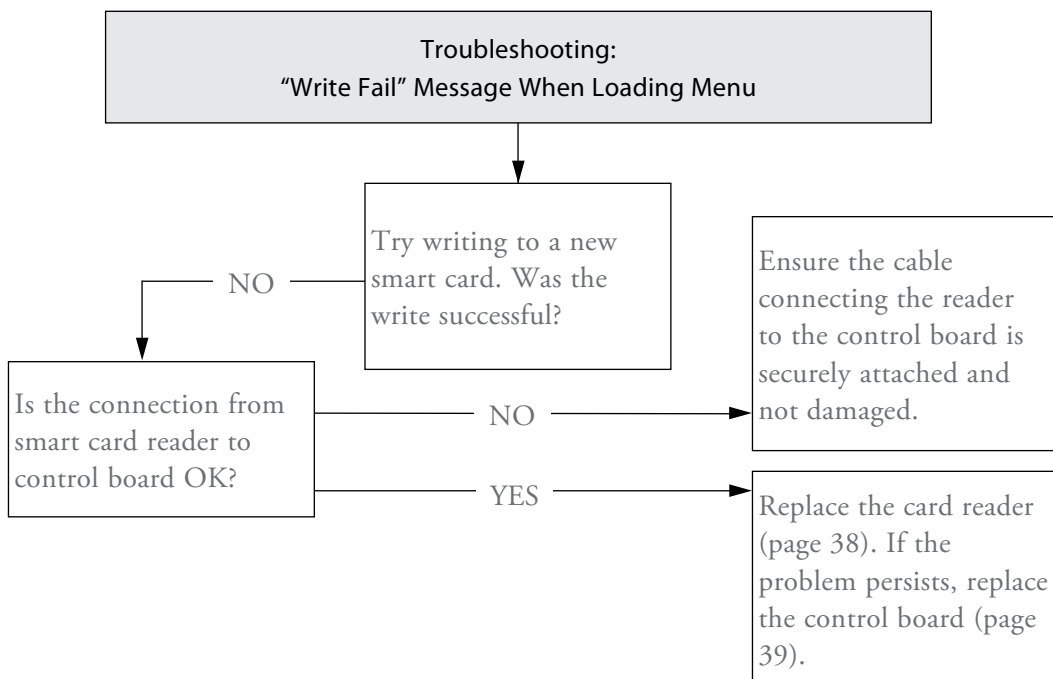 Troubleshooting:
“Write Fail” Message When Loading Menu
Try writing to a new
smart card. Was the
write successful?
NO
Is the connection from
smart card reader to
control board OK?
NO
Ensure the cable
connecting the reader
to the control board is
securely attached and
not damaged.
YES
Replace the card reader
(page 38). If the
problem persists, replace
the control board (page
39).